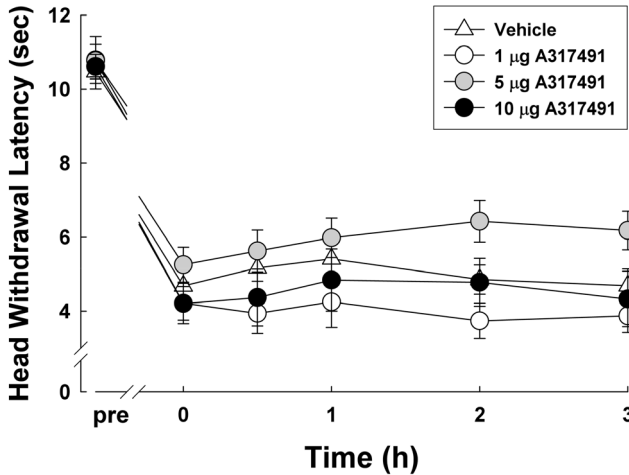 Head Withdrawal Latency (sec)
12
10
8
6
4
0
Vehicle
1 μg A317491
5 μg A317491
10 μg A317491
pre
0
1
2
3
Time (h)